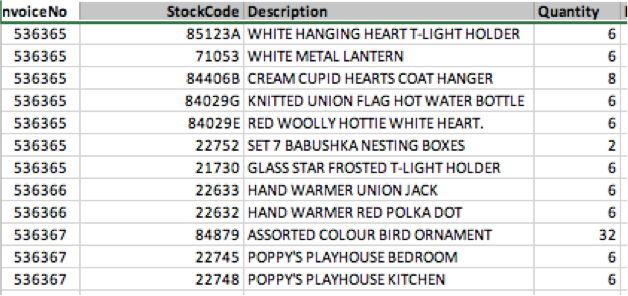 nvoiceNo StockCode Description Quantity
536365 85123A WHITE HANGING HEART T-LIGHT HOLDER 6
536365 71053 WHITE METAL LANTERN 6
536365 84406B CREAM CUPID HEARTS COAT HANGER 8
536365 84029G KNITTED UNION FLAG HOT WATER BOTTLE 6
536365 84029E RED WOOLLY HOTTIE WHITE HEART. 6
536365 22752 SET 7 BABUSHKA NESTING BOXES 2
536365 21730 GLASS STAR FROSTED T-LIGHT HOLDER 6
536366 22633 HAND WARMER UNION JACK 6
536366 22632 HAND WARMER RED POLKA DOT 6
536367 84879 ASSORTED COLOUR BIRD ORNAMENT 32
536367 22745 POPPY'S PLAYHOUSE BEDROOM 6
536367 22748 POPPY'S PLAYHOUSE KITCHEN 6